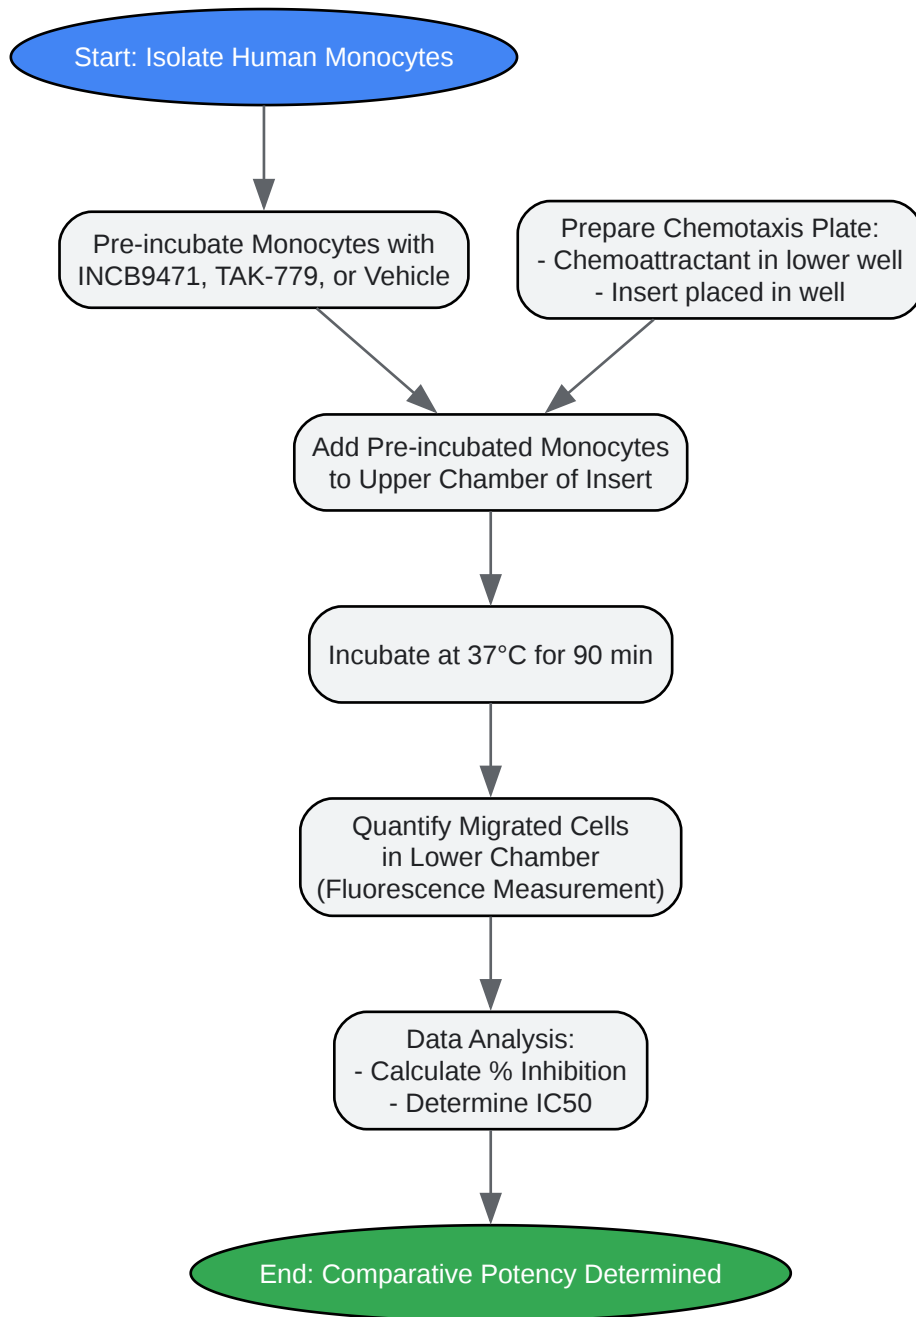 Start: Isolate Human Monocytes
Pre-incubate Monocytes with
INCB9471, TAK-779, or Vehicle
Prepare Chemotaxis Plate:
- Chemoattractant in lower well
- Insert placed in well
Add Pre-incubated Monocytes
to Upper Chamber of Insert
Incubate at 37°C for 90 min
Quantify Migrated Cells
in Lower Chamber
(Fluorescence Measurement)
Data Analysis:
- Calculate % Inhibition
- Determine IC50
End: Comparative Potency Determined